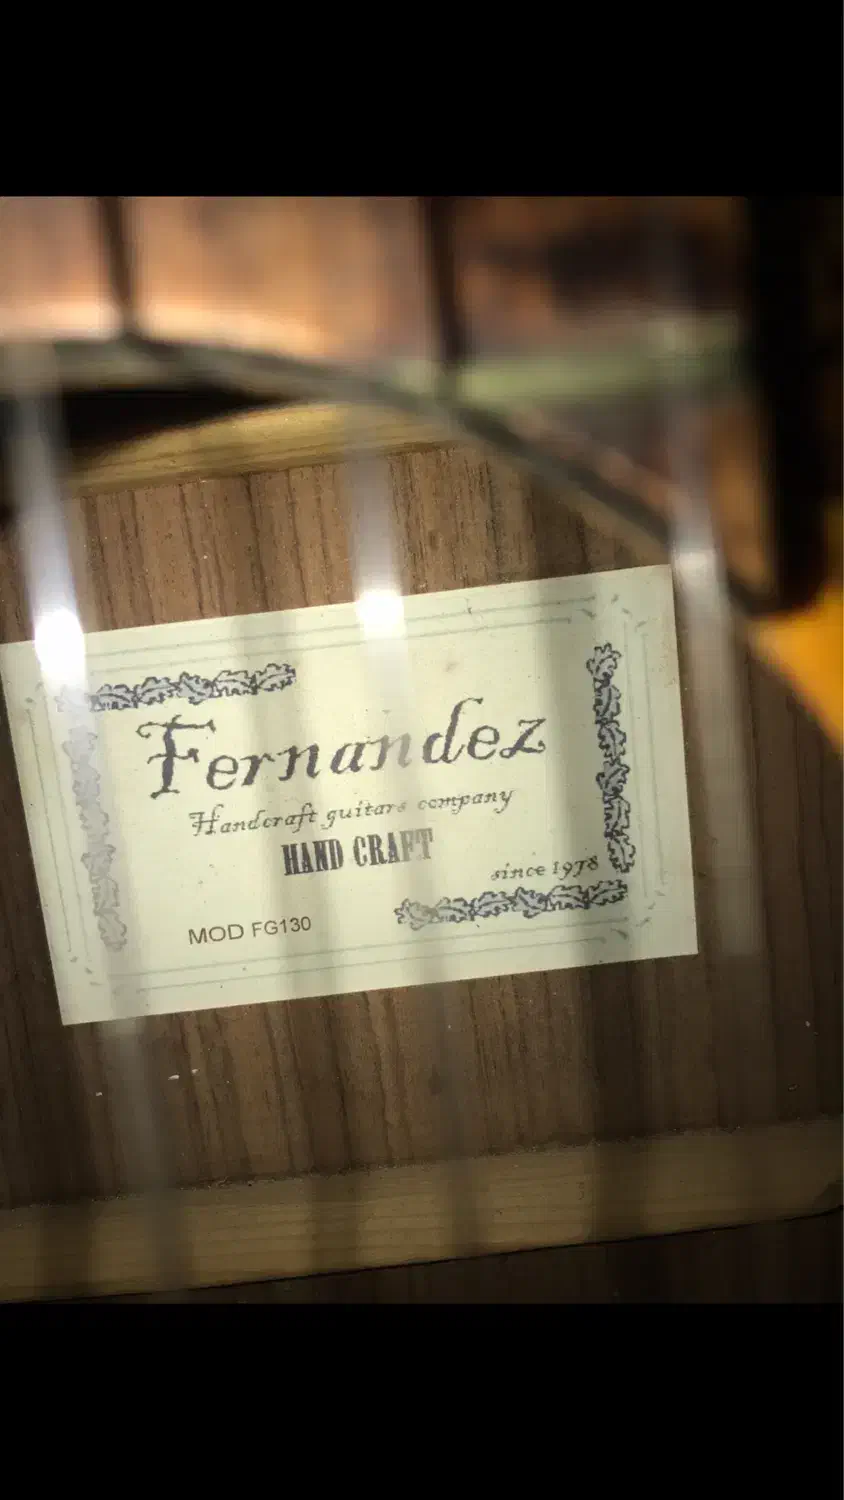 Fernandez
Handcraft guitars company
HAND CRAFT
since 1978
MOD FG130